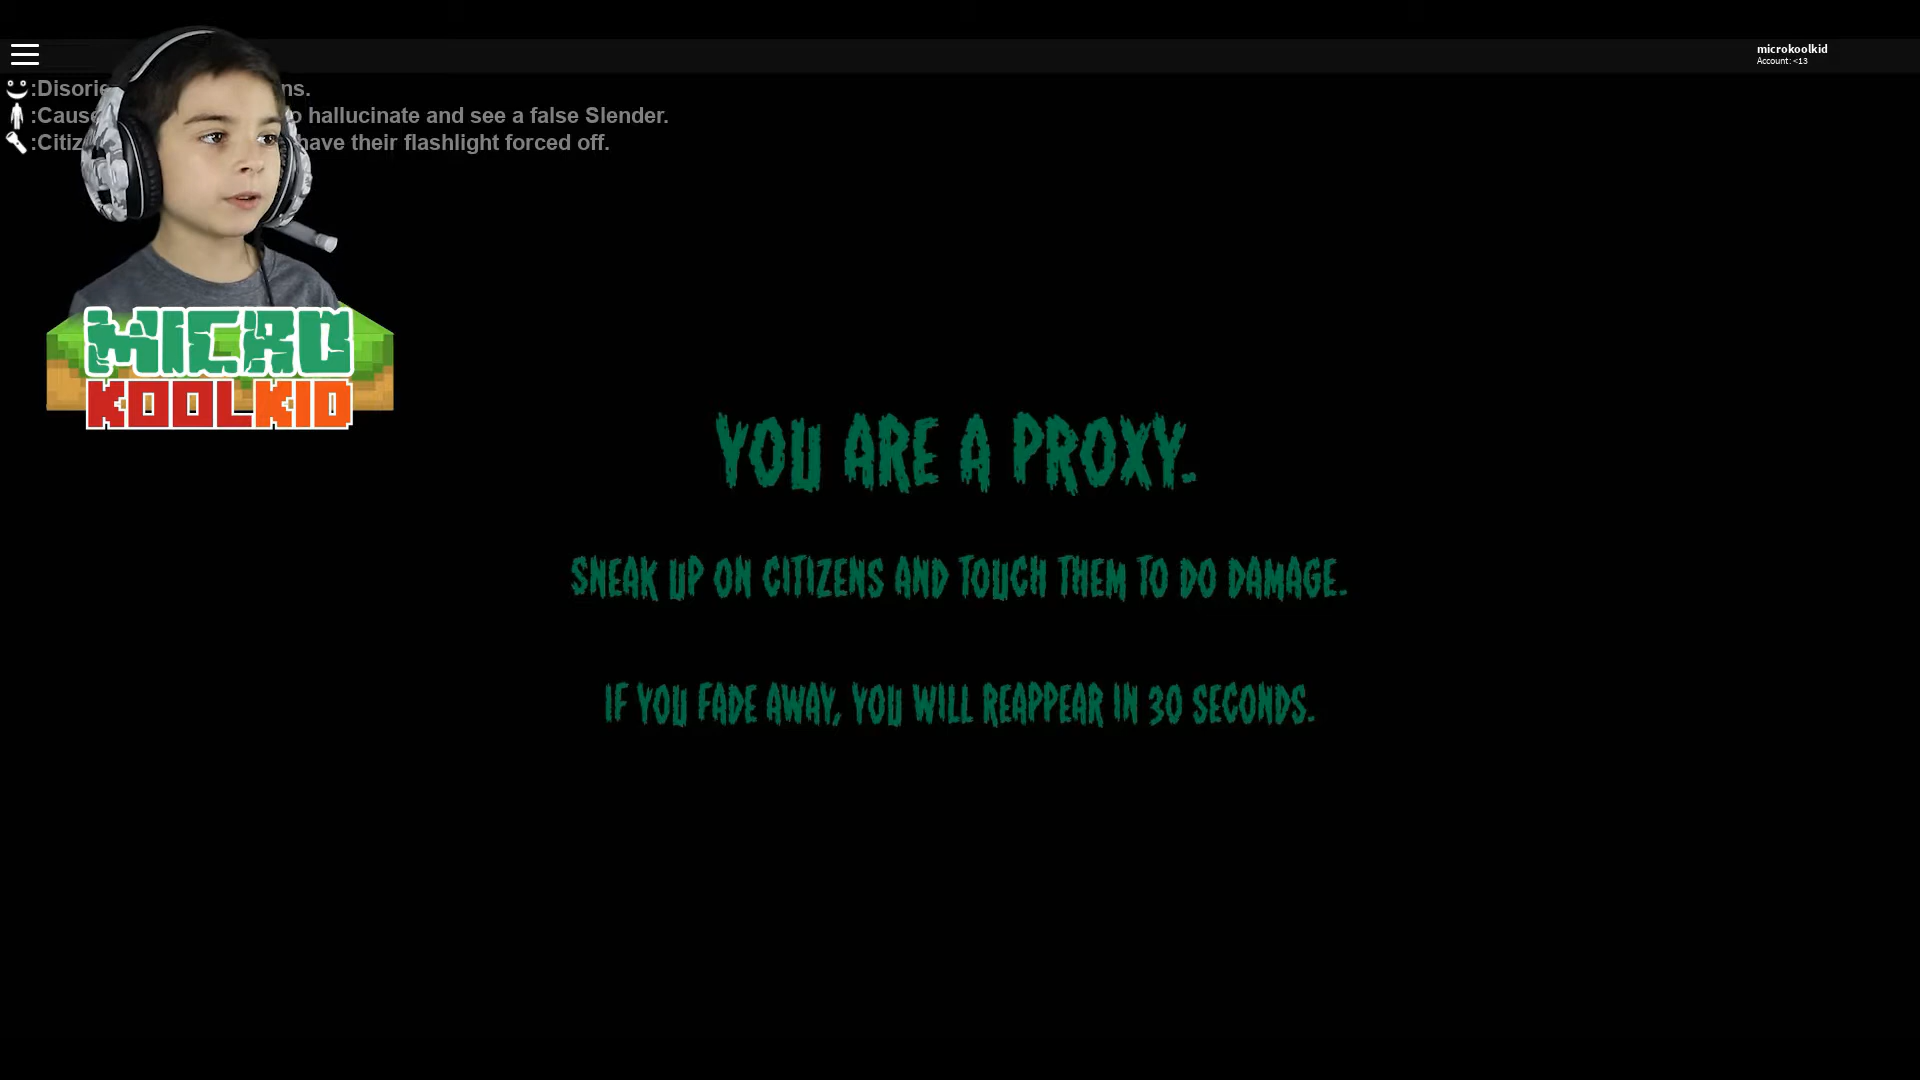 microkoolkid
Account: <13
:Disorie ns.
:Cause o hallucinate and see a false Slender.
:Citiz have their flashlight forced off.
MICRO
KOOLKID
YOU ARE A PROXY.
SNEAK UP ON CITIZENS AND TOUCH THEM TO DO DAMAGE.
IF YOU FADE AWAY, YOU WILL REAPPEAR IN 30 SECONDS.